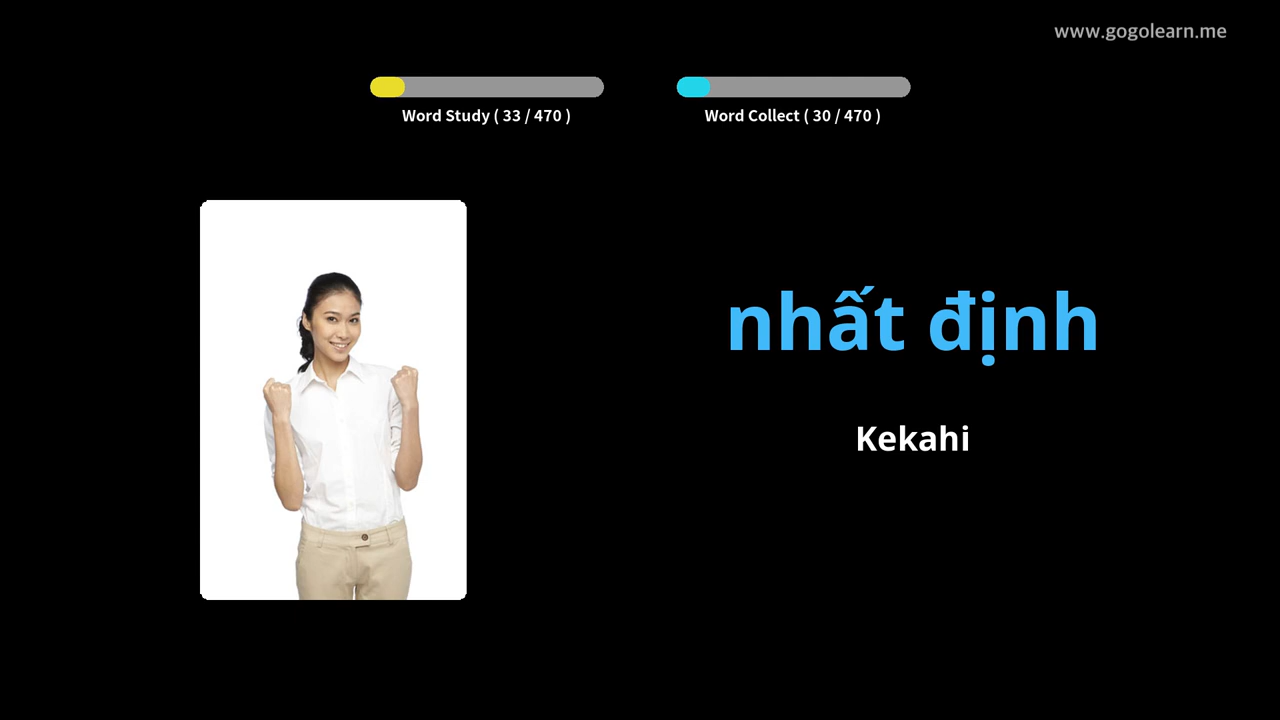 www.gogolearn.me
Word Study ( 33 / 470 )
Word Collect ( 30 / 470 )
nhất định
Kekahi